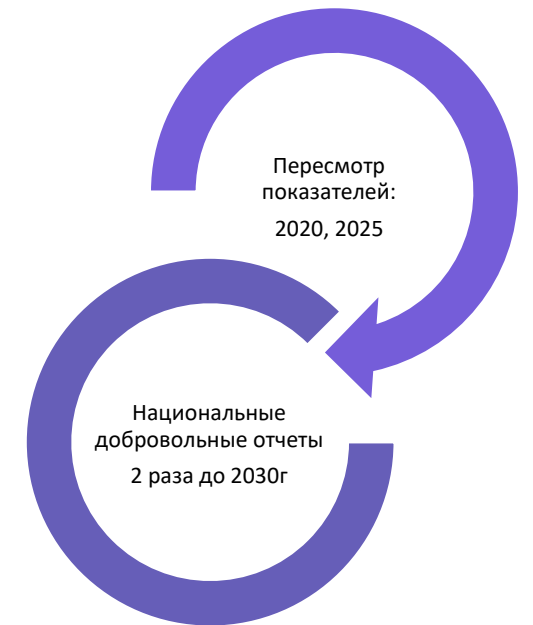 Пересмотр
показателей:
2020, 2025
Национальные
добровольные отчеты
2 раза до 2030г